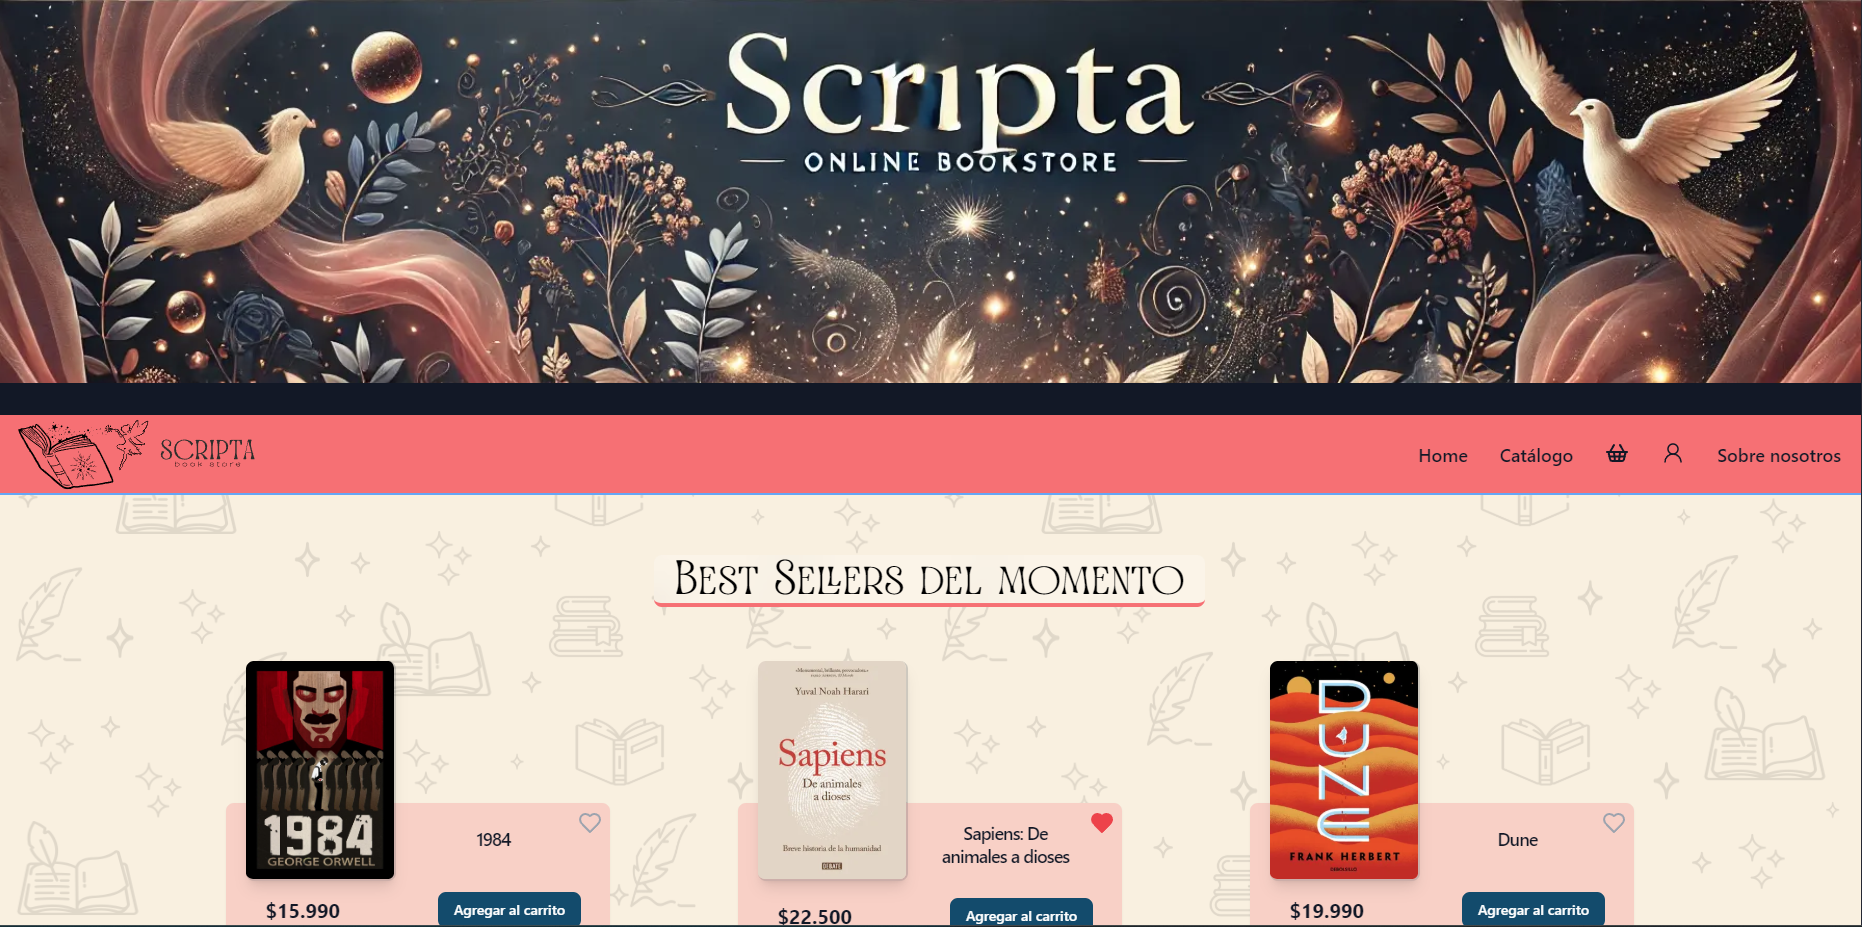 Scripta
ONLINE BOOKSTORE
SCRIPTA
book store
Home
Catálogo
Sobre nosotros
Best Sellers del momento
1984
GEORGE ORWELL
1984
$15.990
Agregar al carrito
Yuval Noah Harari
Sapiens
De animales
a dioses
Breve historia de la humanidad
DEBATE
Sapiens: De
animales a dioses
$22.500
Agregar al carrito
DUNE
FRANK HERBERT
Dune
$19.990
Agregar al carrito